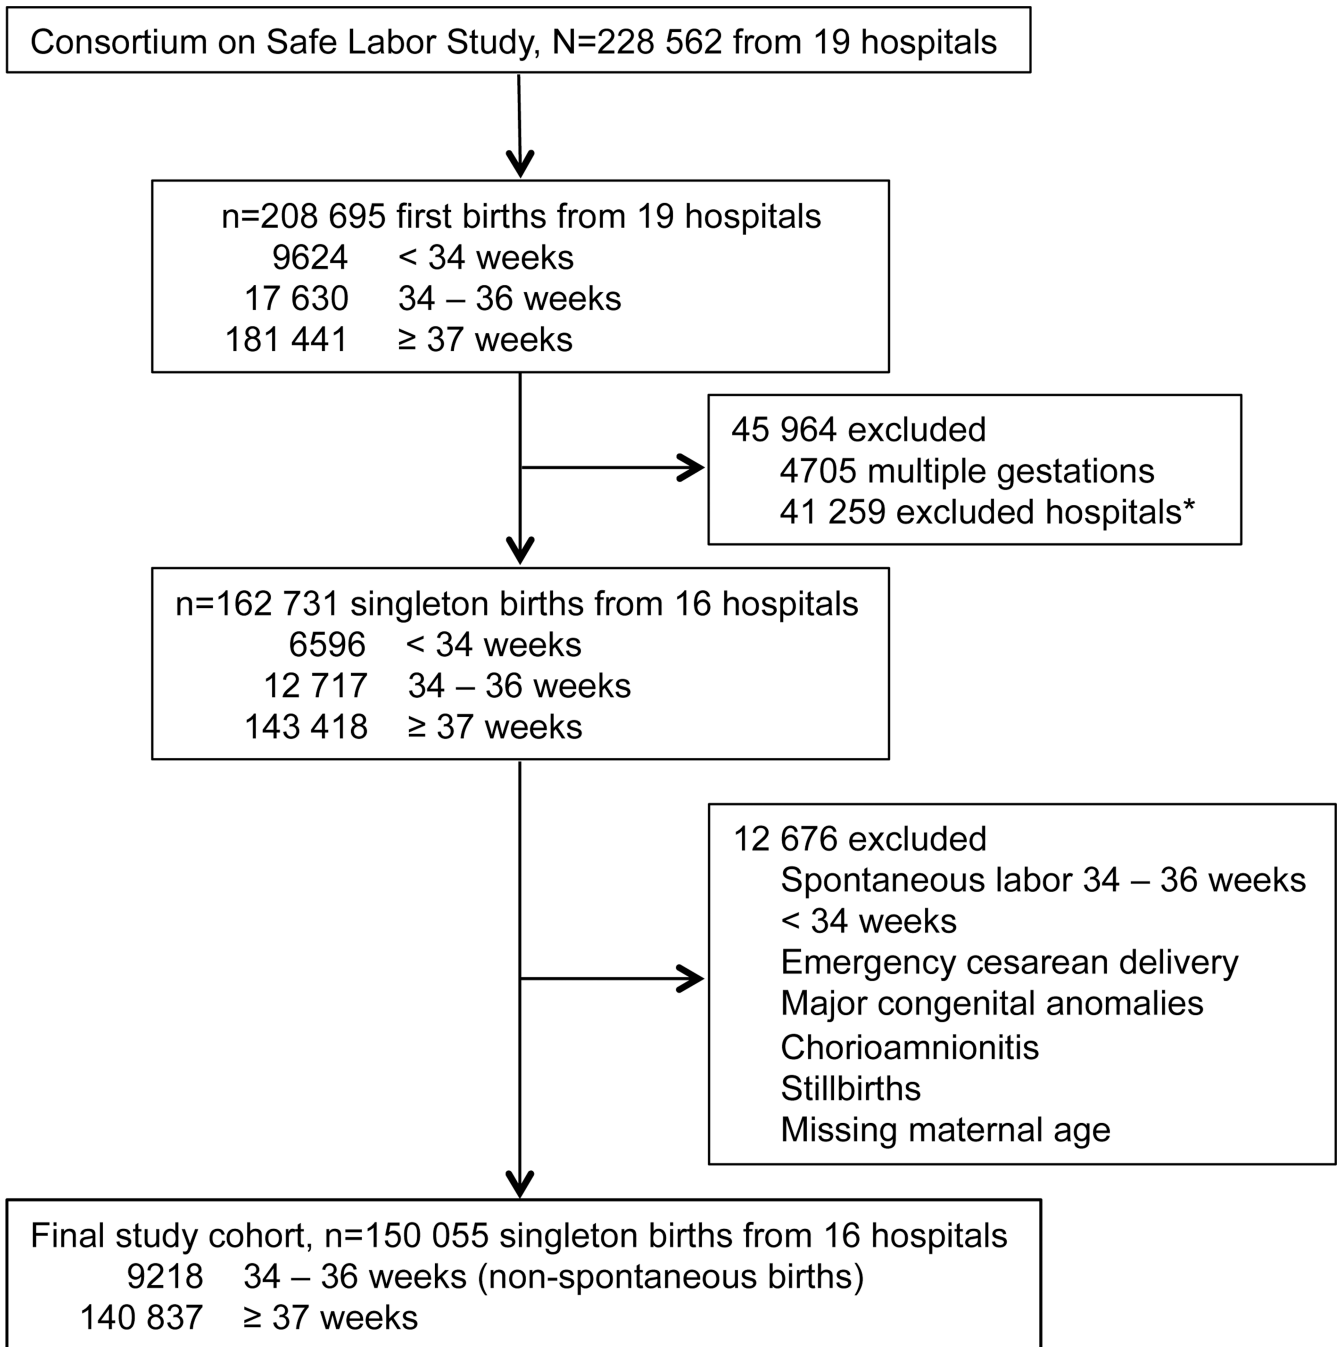 Consortium on Safe Labor Study, N=228 562 from 19 hospitals
n=208 695 first births from 19 hospitals
9624 < 34 weeks
17 630 34 – 36 weeks
181 441 ≥ 37 weeks
45 964 excluded
4705 multiple gestations
41 259 excluded hospitals*
n=162 731 singleton births from 16 hospitals
6596 < 34 weeks
12 717 34 – 36 weeks
143 418 ≥ 37 weeks
12 676 excluded
Spontaneous labor 34 – 36 weeks
< 34 weeks
Emergency cesarean delivery
Major congenital anomalies
Chorioamnionitis
Stillbirths
Missing maternal age
Final study cohort, n=150 055 singleton births from 16 hospitals
9218 34 – 36 weeks (non-spontaneous births)
140 837 ≥ 37 weeks